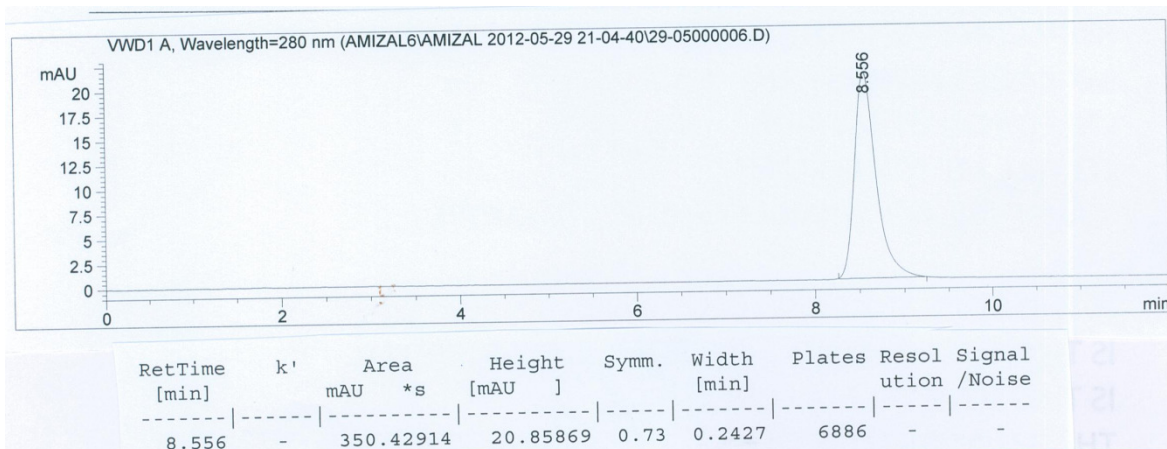 VWD1 A, Wavelength=280 nm (AMIZAL6\AMIZAL 2012-05-29 21-04-40\29-05000006.D)
mAU
8.556
20
17.5
15
12.5
10
7.5
5
2.5
0
0 2 4 6 8 10 min
RetTime k' Area Height Symm. Width Plates Resol Signal
[min] mAU *s [mAU ] [min] ution /Noise
-------|------|----------|----------|-----|-------|-------|-----|-------
8.556 - 350.42914 20.85869 0.73 0.2427 6886 - -